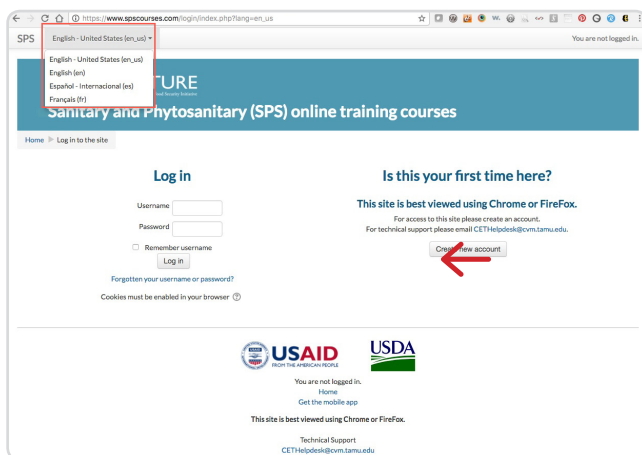 https://www.spscourses.com/login/index.php?lang=en_us
SPS English - United States (en_us) You are not logged in.
English - United States (en_us)
English (en)
Español - Internacional (es)
Français (fr)
TURE
Sanitary and Phytosanitary (SPS) online training courses
Home Log in to the site
Log in
Username
Password
Remember username
Log in
Forgotten your username or password?
Cookies must be enabled in your browser
Is this your first time here?
This site is best viewed using Chrome or FireFox.
For access to this site please create an account.
For technical support please email CETHelpdesk@cvm.tamu.edu.
Create new account
USAID
FROM THE AMERICAN PEOPLE
USDA
You are not logged in.
Home
Get the mobile app
This site is best viewed using Chrome or FireFox.
Technical Support
CETHelpdesk@cvm.tamu.edu